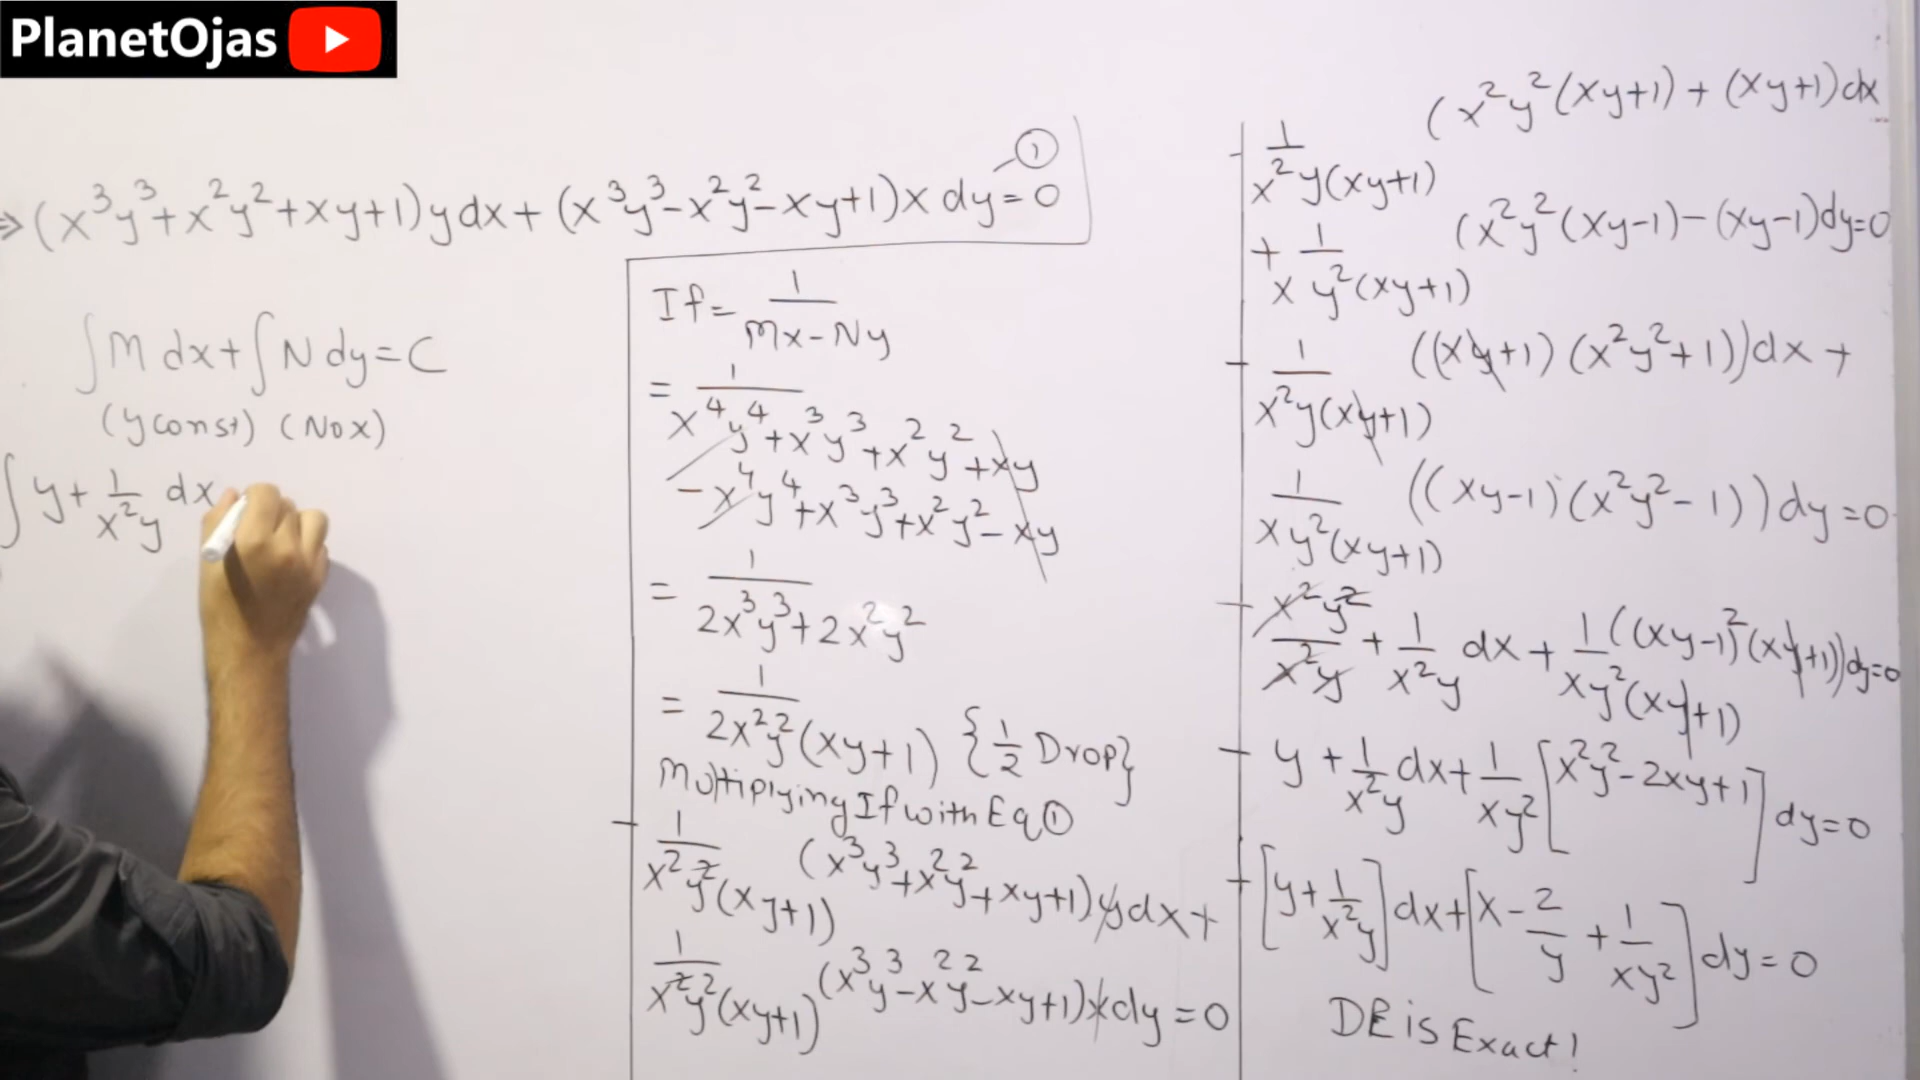 PlanetOjas
⇒ (x³y³+x²y²+xy+1)ydx+(x³y³-x²y²-xy+1)x dy=0 ①
∫M dx+∫N dy=C
(y const) (No x)
∫y+1/x²y dx
If=1/(Mx-Ny)
=1/(x⁴y⁴+x³y³+x²y²+xy
-x⁴y⁴+x³y³+x²y²-xy)
=1/(2x³y³+2x²y²)
=1/(2x²y²(xy+1)) {1/2 Drop}
Multiplying If with Eq①
1/(x²y²(xy+1)) (x³y³+x²y²+xy+1)ydx+
1/(x²y²(xy+1)) (x³y³-x²y²-xy+1)xdy=0
1/(x²y(xy+1)) (x²y²(xy+1)+(xy+1)dx
+1/(xy²(xy+1)) (x²y²(xy-1)-(xy-1)dy=0
1/(x²y(xy+1)) ((xy+1)(x²y²+1))dx+
1/(xy²(xy+1)) ((xy-1)(x²y²-1))dy=0
x²y²/x²y+1/x²y dx+1/(xy²(xy+1)) ((xy-1)²(xy+1))dy=0
y+1/x²y dx+1/xy² [x²y²-2xy+1] dy=0
[y+1/x²y]dx+[x-2/y+1/xy²]dy=0
DE is Exact!